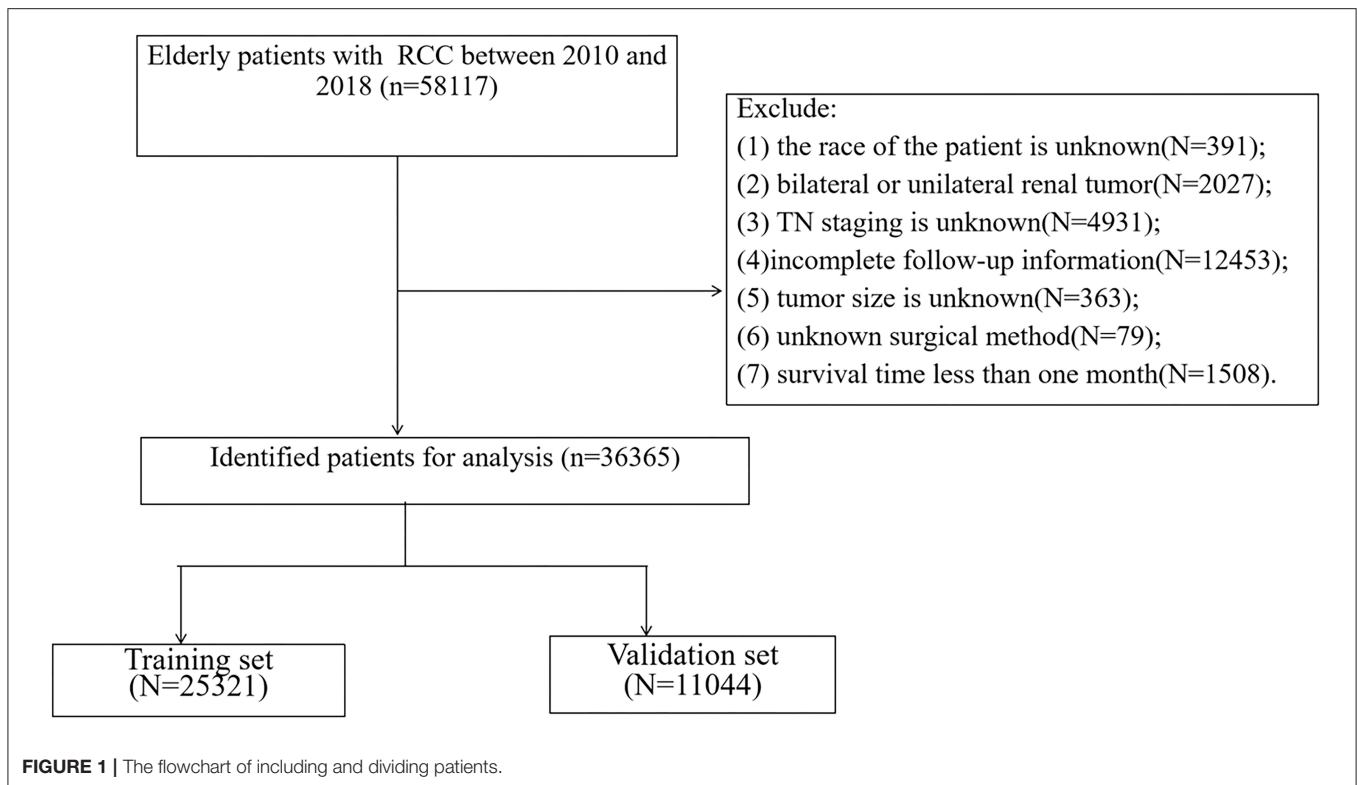 Elderly patients with RCC between 2010 and
2018 (n=58117)
Exclude:
(1) the race of the patient is unknown(N=391);
(2) bilateral or unilateral renal tumor(N=2027);
(3) TN staging is unknown(N=4931);
(4)incomplete follow-up information(N=12453);
(5) tumor size is unknown(N=363);
(6) unknown surgical method(N=79);
(7) survival time less than one month(N=1508).
Identified patients for analysis (n=36365)
Training set
(N=25321)
Validation set
(N=11044)
FIGURE 1 | The flowchart of including and dividing patients.